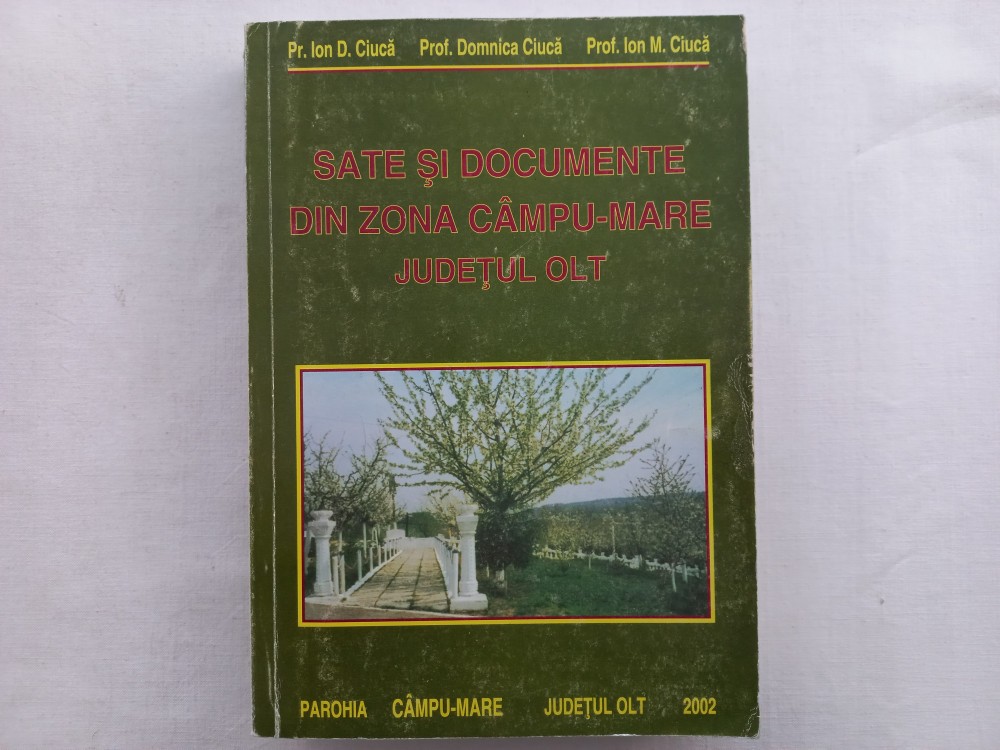 Pr. Ion D. Ciucă Prof. Domnica Ciucă Prof. Ion M. Ciucă
SATE ŞI DOCUMENTE
DIN ZONA CÂMPU-MARE
JUDEŢUL OLT
PAROHIA CÂMPU-MARE JUDEŢUL OLT 2002